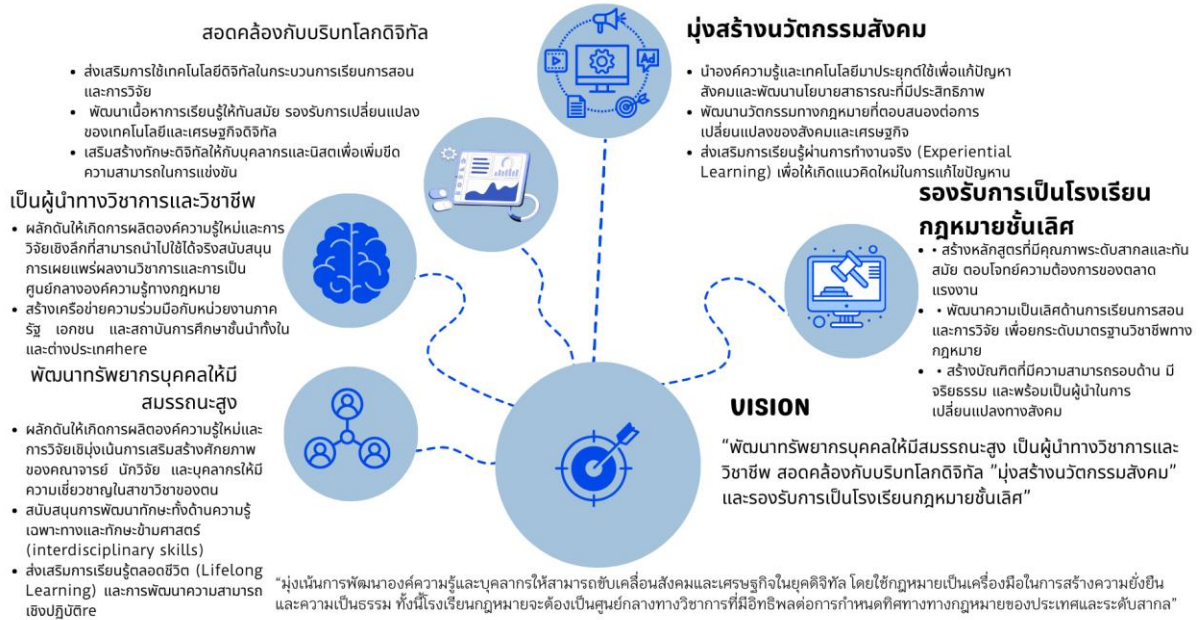 สอดคล้องกับบริบทโลกดิจิทัล
• ส่งเสริมการใช้เทคโนโลยีดิจิทัลในกระบวนการเรียนการสอน
และการวิจัย
• พัฒนาเนื้อหาการเรียนรู้ให้ทันสมัย รองรับการเปลี่ยนแปลง
ของเทคโนโลยีและเศรษฐกิจดิจิทัล
• เสริมสร้างทักษะดิจิทัลให้กับบุคลากรและนิสิตเพื่อเพิ่มขีด
ความสามารถในการแข่งขัน
Ad
มุ่งสร้างนวัตกรรมสังคม
• นำองค์ความรู้และเทคโนโลยีมาประยุกต์ใช้เพื่อแก้ปัญหา
สังคมและพัฒนานโยบายสาธารณะที่มีประสิทธิภาพ
• พัฒนานวัตกรรมทางกฎหมายที่ตอบสนองต่อการ
เปลี่ยนแปลงของสังคมและเศรษฐกิจ
• ส่งเสริมการเรียนรู้ผ่านการทำงานจริง (Experiential
Learning) เพื่อให้เกิดแนวคิดใหม่ในการแก้ไขปัญหาน
เป็นผู้นำทางวิชาการและวิชาชีพ
• ผลักดันให้เกิดการผลิตองค์ความรู้ใหม่และการ
วิจัยเชิงลึกที่สามารถนำไปใช้ได้จริงสนับสนุน
การเผยแพร่ผลงานวิชาการและการเป็น
ศูนย์กลางองค์ความรู้ทางกฎหมาย
• สร้างเครือข่ายความร่วมมือกับหน่วยงานภาค
รัฐ เอกชน และสถาบันการศึกษาชั้นนำทั้งใน
และต่างประเทศhere
รองรับการเป็นโรงเรียน
กฎหมายชั้นเลิศ
• • สร้างหลักสูตรที่มีคุณภาพระดับสากลและทัน
สมัย ตอบโจทย์ความต้องการของตลาด
แรงงาน
• • พัฒนาความเป็นเลิศด้านการเรียนการสอน
และการวิจัย เพื่อยกระดับมาตรฐานวิชาชีพทาง
กฎหมาย
• • สร้างบัณฑิตที่มีความสามารถรอบด้าน มี
จริยธรรม และพร้อมเป็นผู้นำในการ
เปลี่ยนแปลงทางสังคม
พัฒนาทรัพยากรบุคคลให้มี
สมรรถนะสูง
• ผลักดันให้เกิดการผลิตองค์ความรู้ใหม่และ
การวิจัยเชิมุ่งเน้นการเสริมสร้างศักยภาพ
ของคณาจารย์ นักวิจัย และบุคลากรให้มี
ความเชี่ยวชาญในสาขาวิชาของตน
• สนับสนุนการพัฒนาทักษะทั้งด้านความรู้
เฉพาะทางและทักษะข้ามศาสตร์
(interdisciplinary skills)
• ส่งเสริมการเรียนรู้ตลอดชีวิต (Lifelong
Learning) และการพัฒนาความสามารถ
เชิงปฏิบัติre
VISION
“พัฒนาทรัพยากรบุคคลให้มีสมรรถนะสูง เป็นผู้นำทางวิชาการและ
วิชาชีพ สอดคล้องกับบริบทโลกดิจิทัล ”มุ่งสร้างนวัตกรรมสังคม”
และรองรับการเป็นโรงเรียนกฎหมายชั้นเลิศ”
“มุ่งเน้นการพัฒนาองค์ความรู้และบุคลากรให้สามารถขับเคลื่อนสังคมและเศรษฐกิจในยุคดิจิทัล โดยใช้กฎหมายเป็นเครื่องมือในการสร้างความยั่งยืน
และความเป็นธรรม ทั้งนี้โรงเรียนกฎหมายจะต้องเป็นศูนย์กลางทางวิชาการที่มีอิทธิพลต่อการกำหนดทิศทางทางกฎหมายของประเทศและระดับสากล”